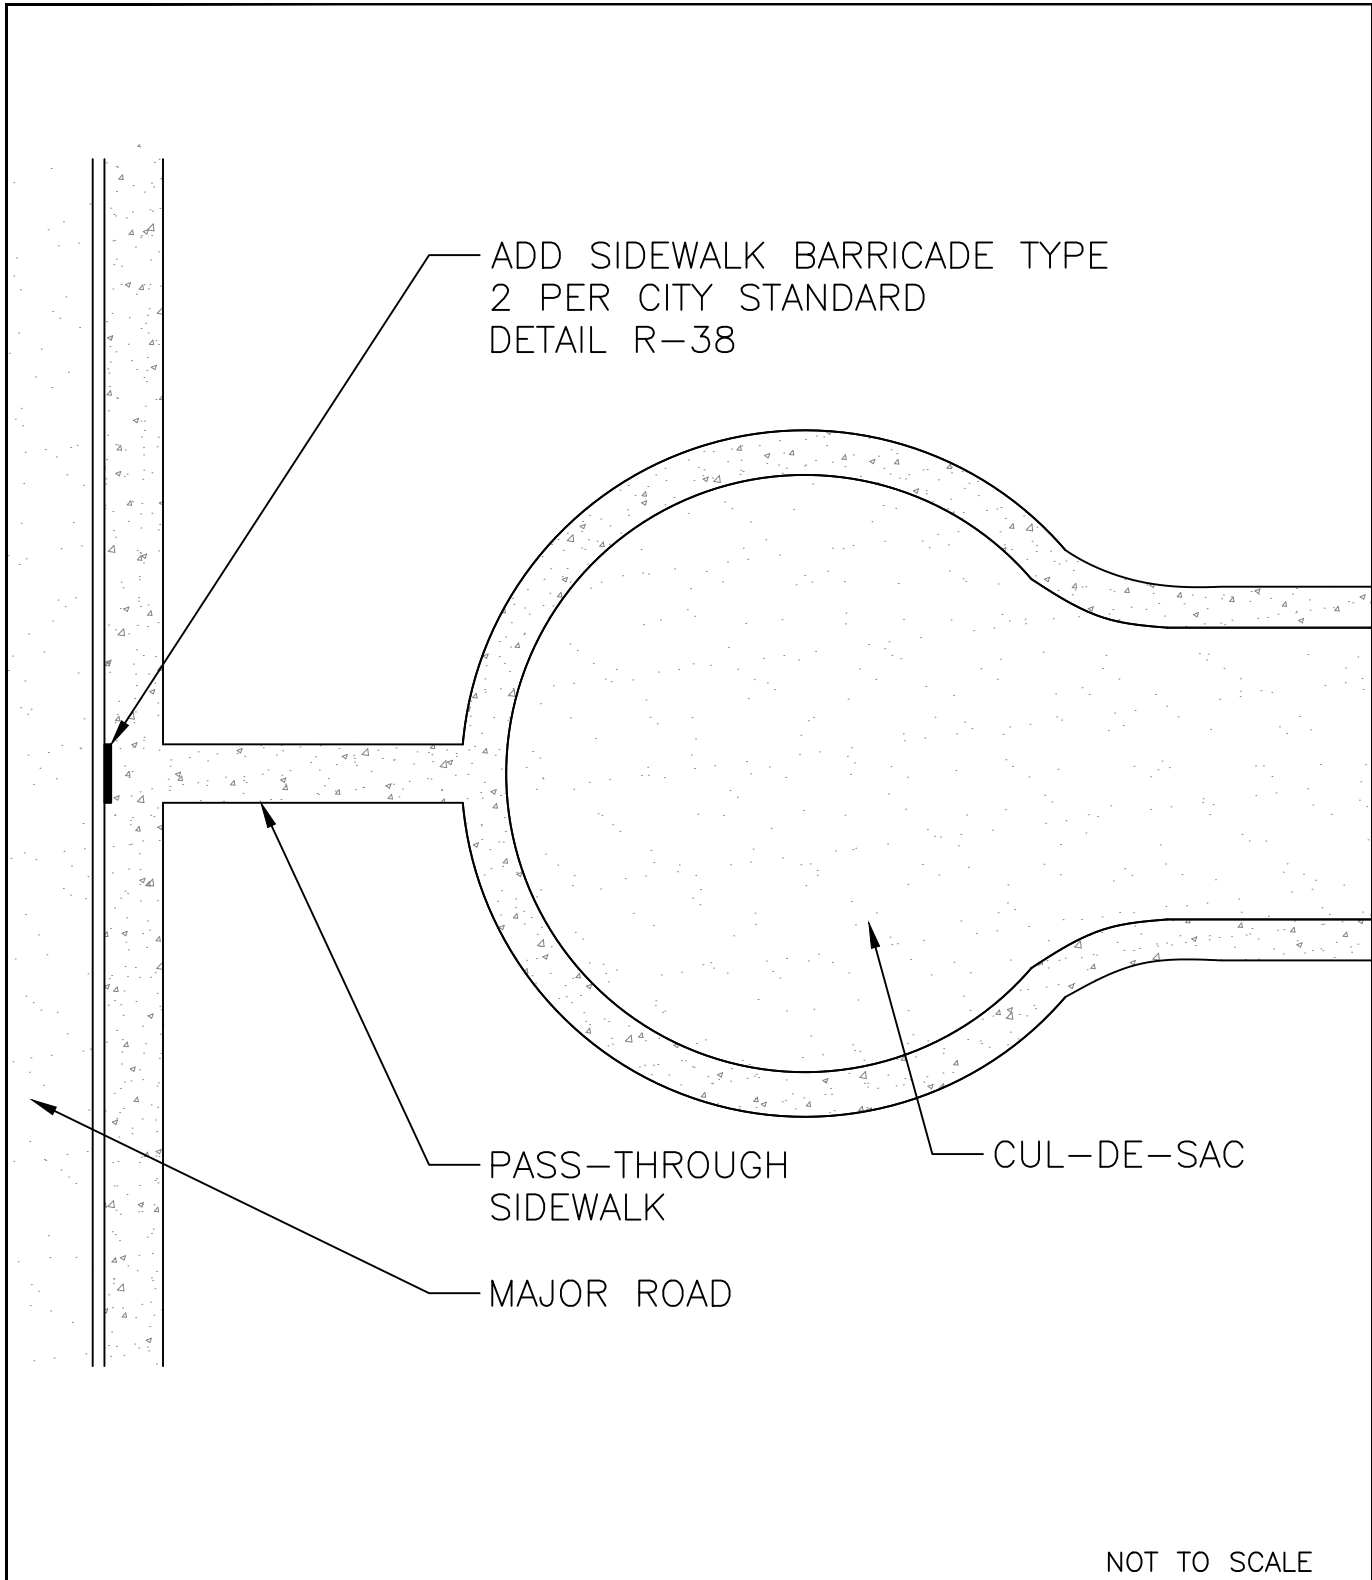 ADD SIDEWALK BARRICADE TYPE
2 PER CITY STANDARD
DETAIL R-38
CUL-DE-SAC
PASS-THROUGH
SIDEWALK
MAJOR ROAD
NOT TO SCALE